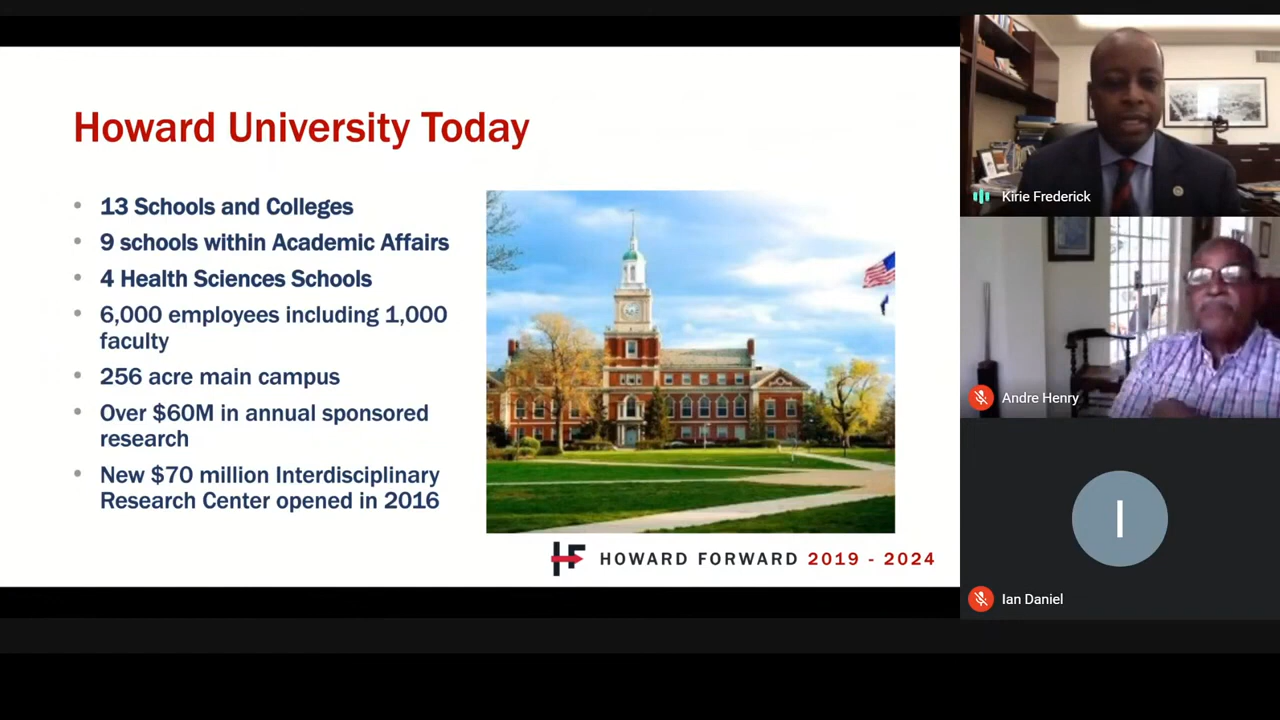 Howard University Today
• 13 Schools and Colleges
• 9 schools within Academic Affairs
• 4 Health Sciences Schools
• 6,000 employees including 1,000
faculty
• 256 acre main campus
• Over $60M in annual sponsored
research
• New $70 million Interdisciplinary
Research Center opened in 2016
HF HOWARD FORWARD 2019 - 2024
Kirie Frederick
Andre Henry
I
Ian Daniel